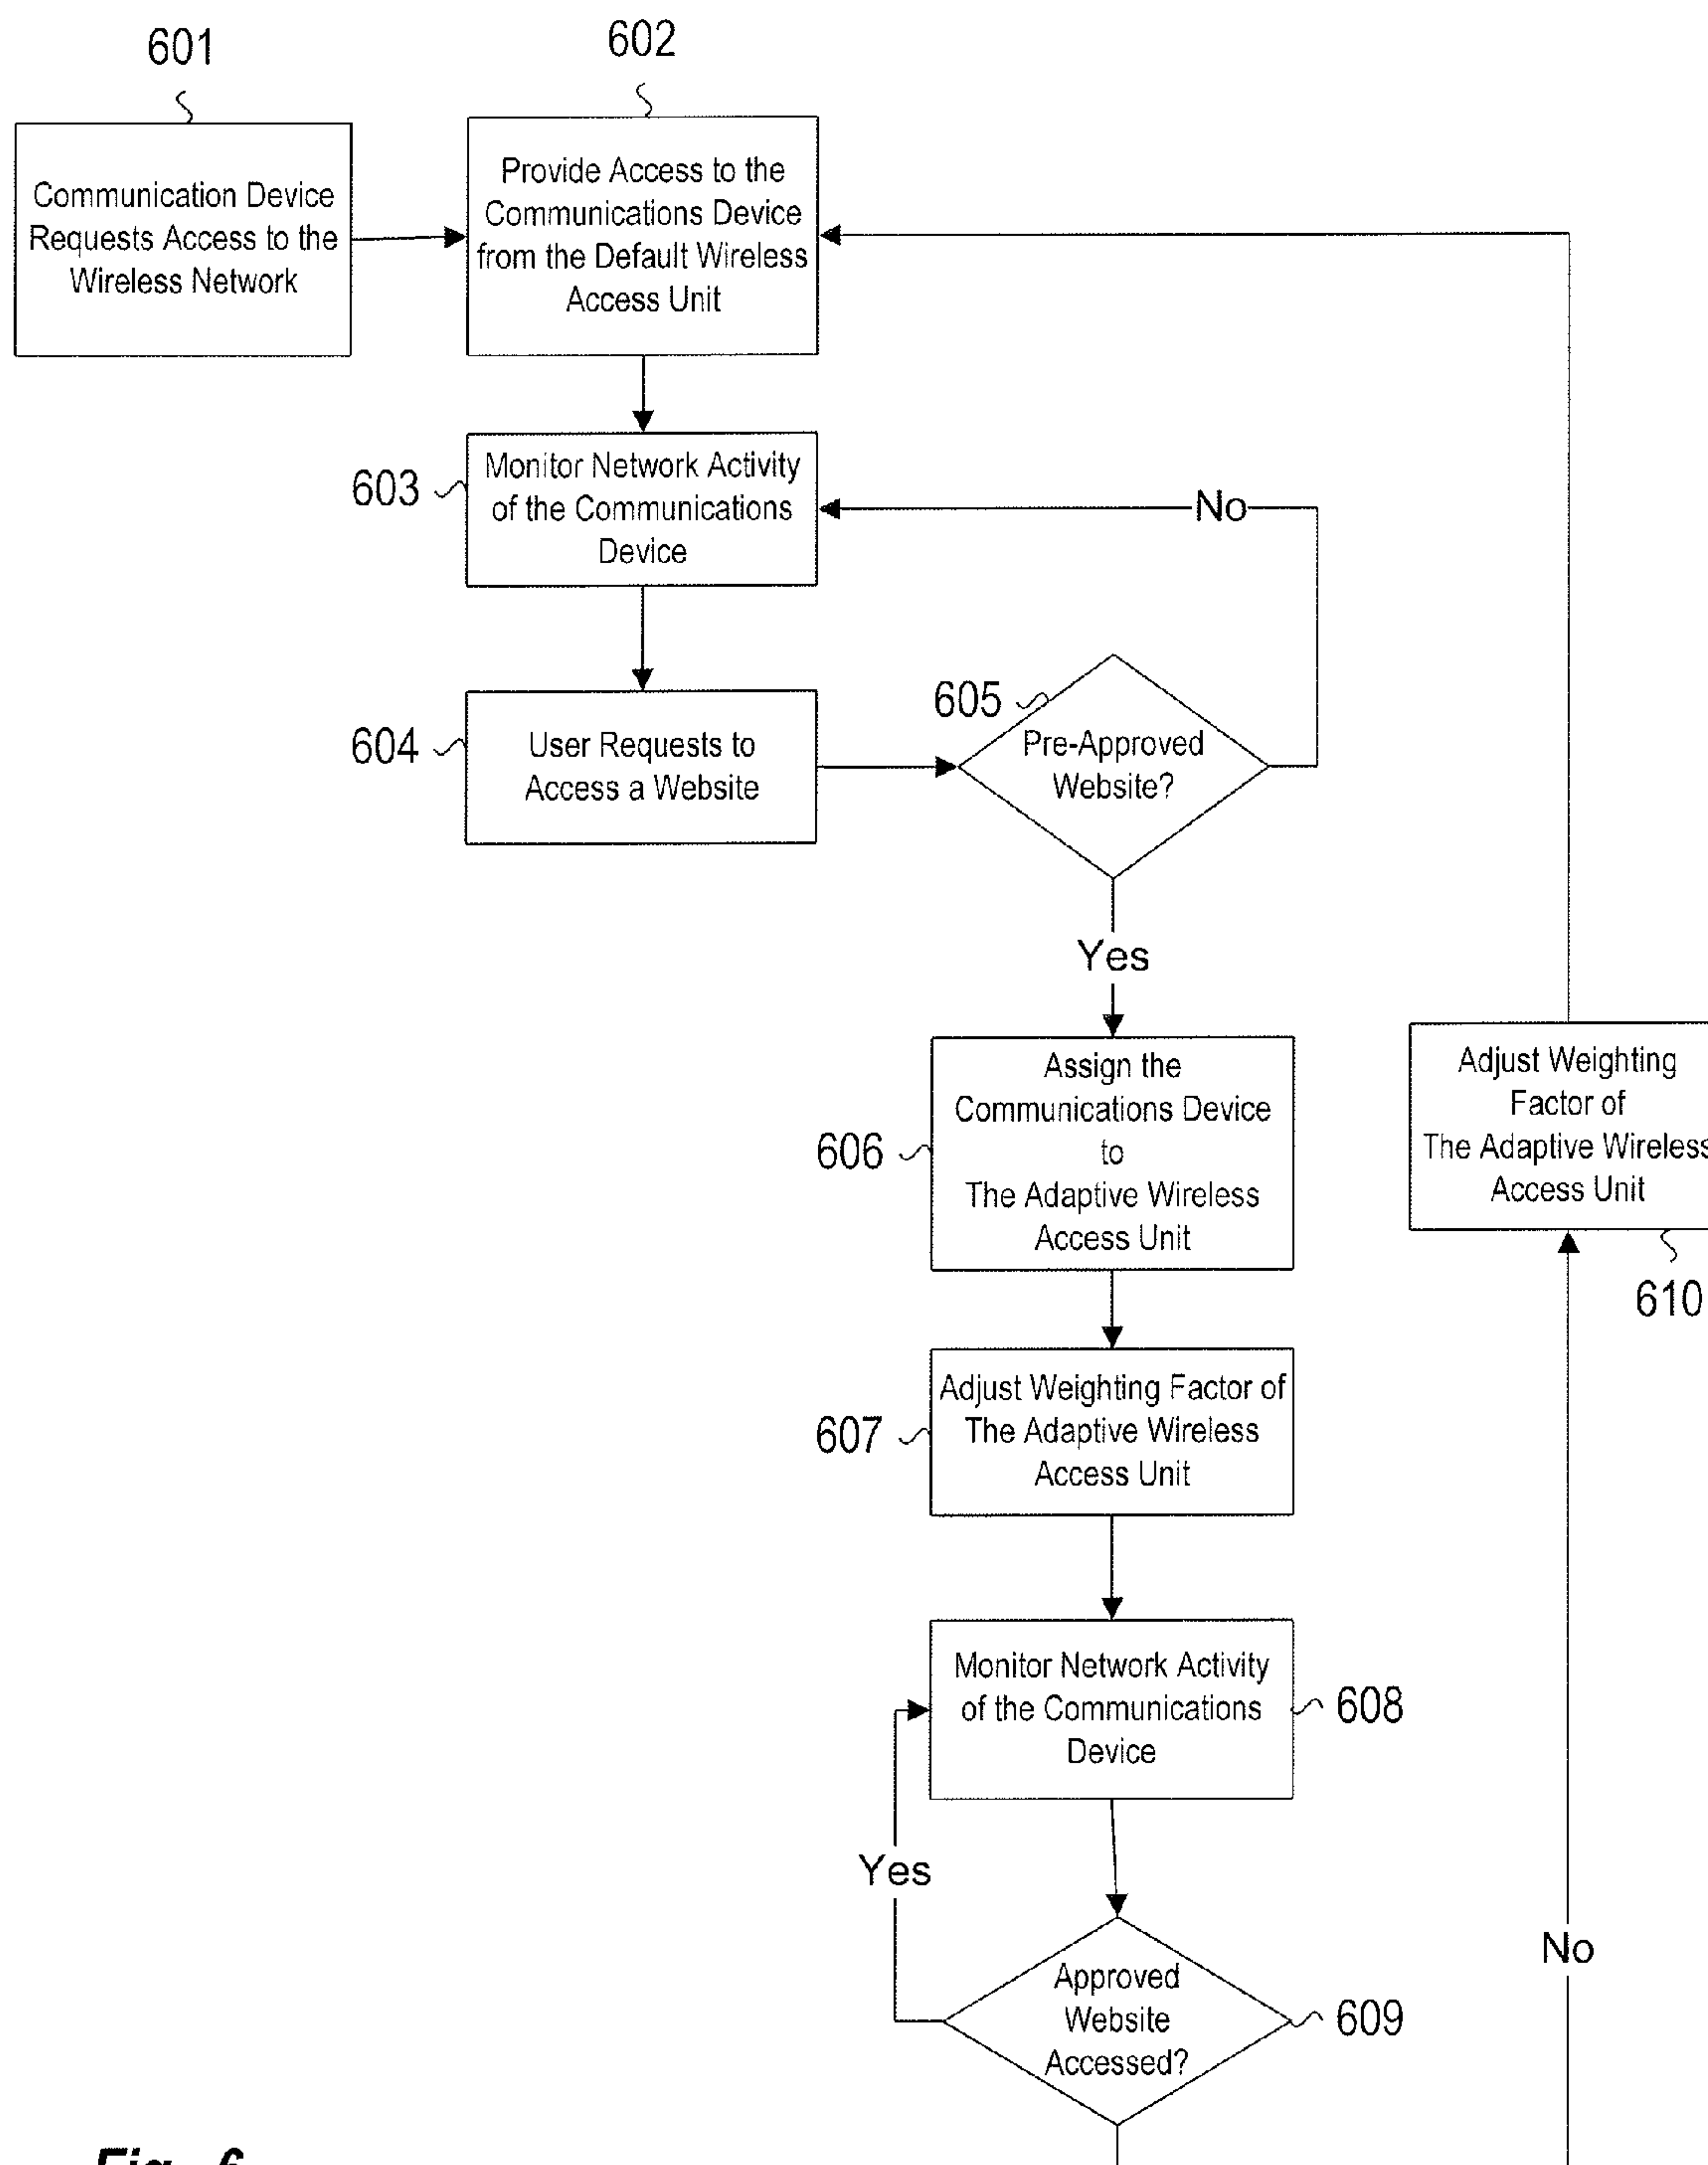 601
602
Communication Device
Requests Access to the
Wireless Network
Provide Access to the
Communications Device
from the Default Wireless
Access Unit
603
Monitor Network Activity
of the Communications
Device
No
604
User Requests to
Access a Website
605
Pre-Approved
Website?
Yes
606
Assign the
Communications Device
to
The Adaptive Wireless
Access Unit
Adjust Weighting
Factor of
The Adaptive Wireless
Access Unit
610
607
Adjust Weighting Factor of
The Adaptive Wireless
Access Unit
Monitor Network Activity
of the Communications
Device
608
Yes
No
Approved
Website
Accessed?
609
Fig. 6